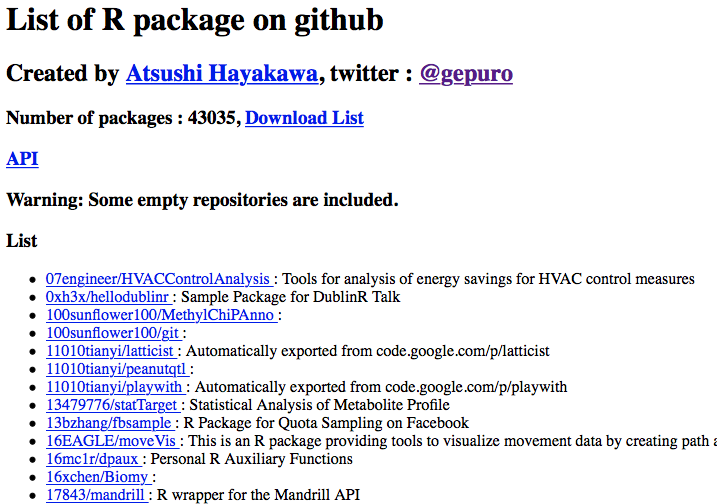 List of R package on github
Created by Atsushi Hayakawa, twitter : @gepuro
Number of packages : 43035, Download List
API
Warning: Some empty repositories are included.
List
07engineer/HVACControlAnalysis : Tools for analysis of energy savings for HVAC control measures
0xh3x/hellodublinr : Sample Package for DublinR Talk
100sunflower100/MethylChiPAnno :
100sunflower100/git :
11010tianyi/latticist : Automatically exported from code.google.com/p/latticist
11010tianyi/peanutqtl :
11010tianyi/playwith : Automatically exported from code.google.com/p/playwith
13479776/statTarget : Statistical Analysis of Metabolite Profile
13bzhang/fbsample : R Package for Quota Sampling on Facebook
16EAGLE/moveVis : This is an R package providing tools to visualize movement data by creating path a
16mc1r/dpaux : Personal R Auxiliary Functions
16xchen/Biomy :
17843/mandrill : R wrapper for the Mandrill API